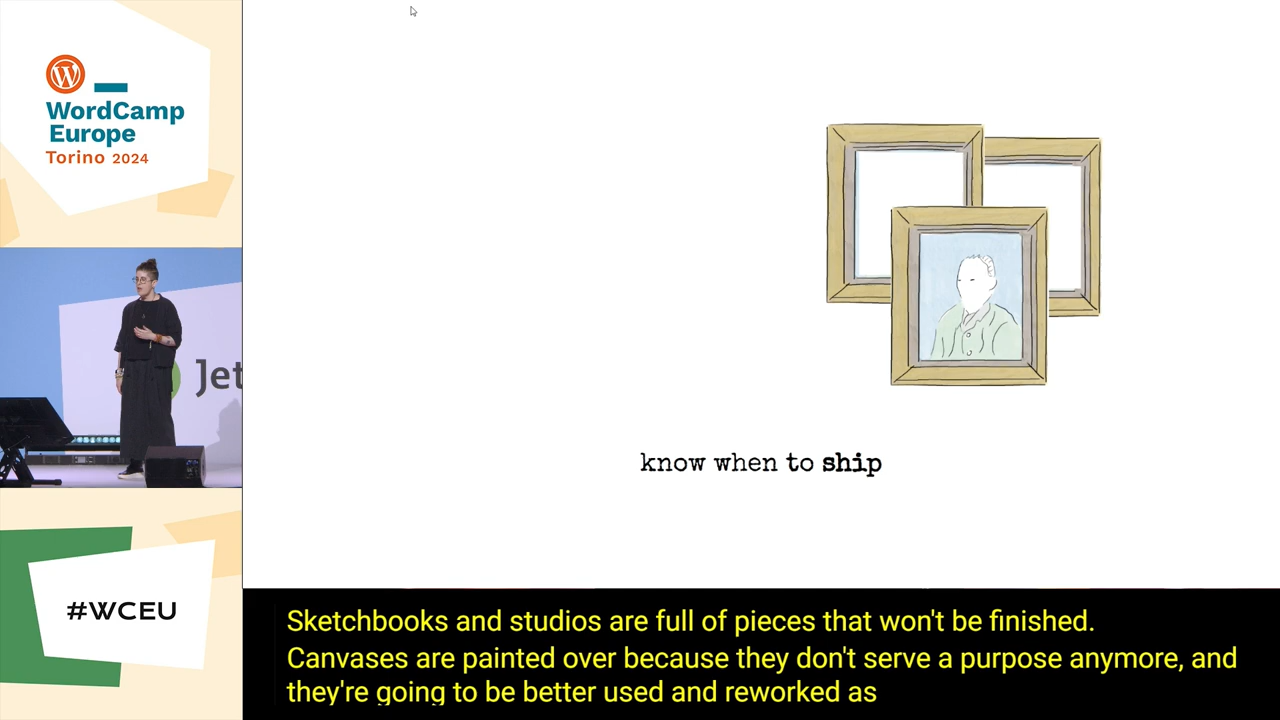 WordCamp
Europe
Torino 2024
Jet
#WCEU
know when to ship
Sketchbooks and studios are full of pieces that won't be finished.
Canvases are painted over because they don't serve a purpose anymore, and
they're going to be better used and reworked as